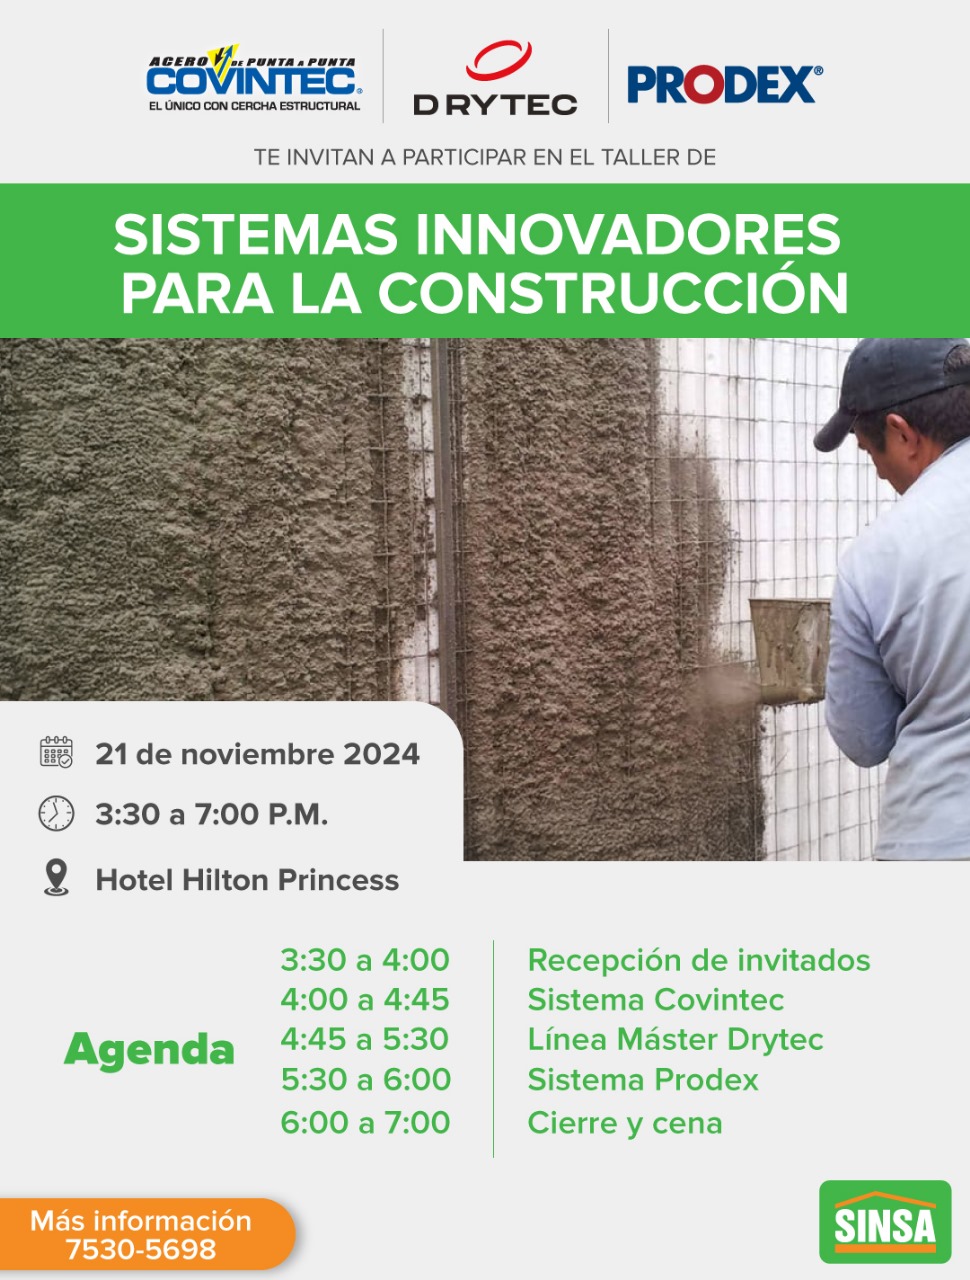 ACERO DE PUNTA A PUNTA
COVINTEC®
EL ÚNICO CON CERCHA ESTRUCTURAL
DRYTEC
PRODEX®
TE INVITAN A PARTICIPAR EN EL TALLER DE
SISTEMAS INNOVADORES
PARA LA CONSTRUCCIÓN
21 de noviembre 2024
3:30 a 7:00 P.M.
Hotel Hilton Princess
Agenda
3:30 a 4:00 Recepción de invitados
4:00 a 4:45 Sistema Covintec
4:45 a 5:30 Línea Máster Drytec
5:30 a 6:00 Sistema Prodex
6:00 a 7:00 Cierre y cena
Más información
7530-5698
SINSA